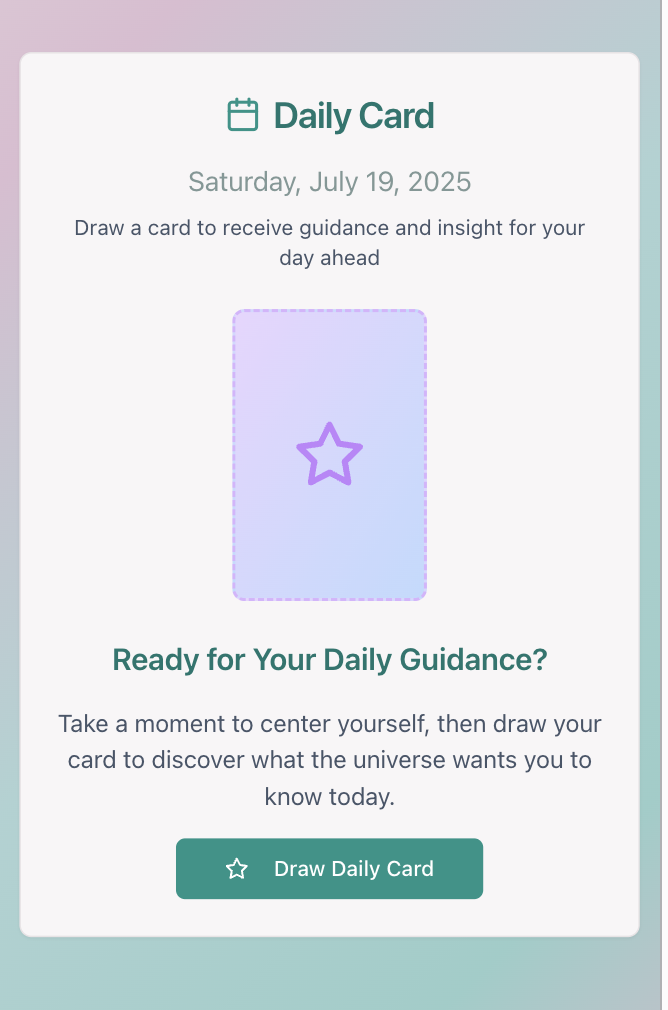 Daily Card
Saturday, July 19, 2025
Draw a card to receive guidance and insight for your
day ahead
Ready for Your Daily Guidance?
Take a moment to center yourself, then draw your
card to discover what the universe wants you to
know today.
Draw Daily Card